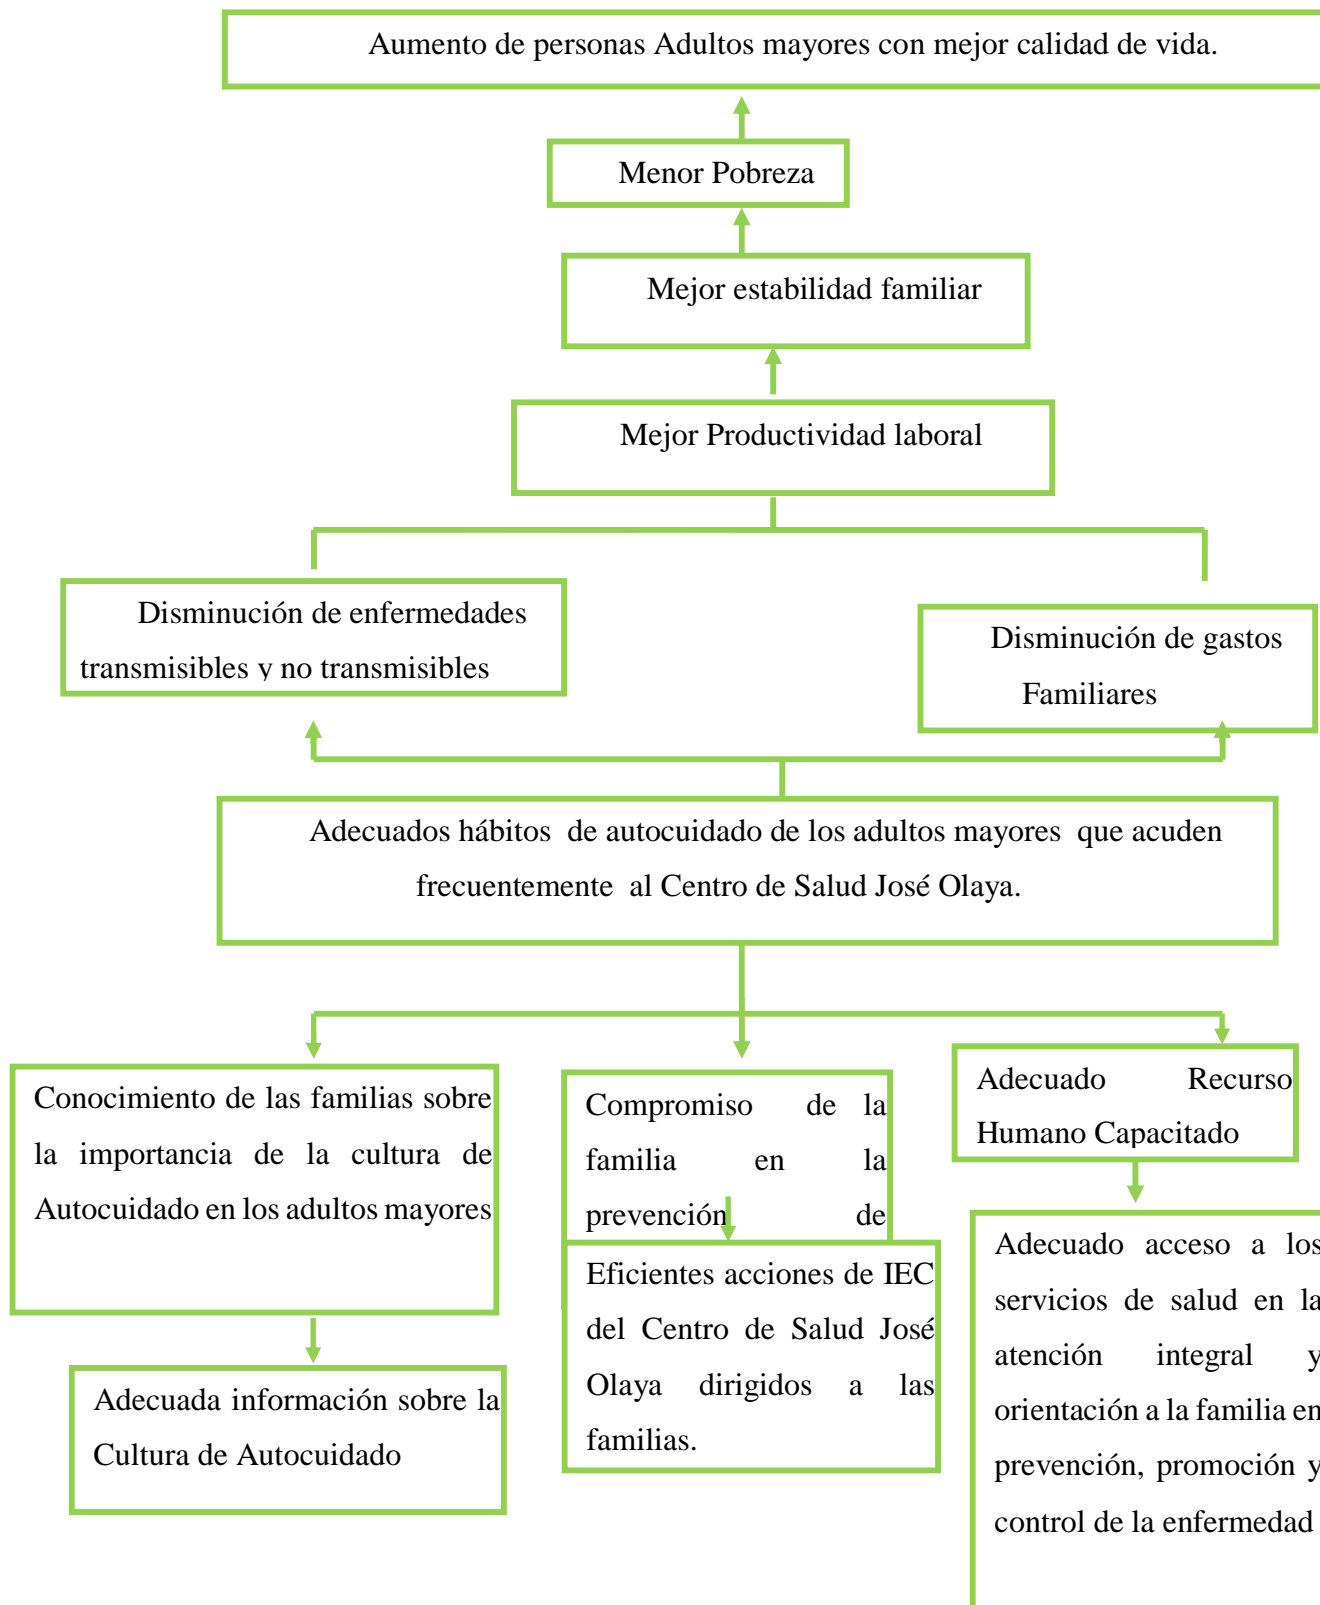 Aumento de personas Adultos mayores con mejor calidad de vida.
Menor Pobreza
Mejor estabilidad familiar
Mejor Productividad laboral
Disminución de enfermedades
transmisibles y no transmisibles
Disminución de gastos
Familiares
Adecuados hábitos de autocuidado de los adultos mayores que acuden
frecuentemente al Centro de Salud José Olaya.
Conocimiento de las familias sobre
la importancia de la cultura de
Autocuidado en los adultos mayores
Compromiso de la
familia en la
prevención de
Adecuado Recurso
Humano Capacitado
Adecuada información sobre la
Cultura de Autocuidado
Eficientes acciones de IEC
del Centro de Salud José
Olaya dirigidos a las
familias.
Adecuado acceso a los
servicios de salud en la
atención integral y
orientación a la familia en
prevención, promoción y
control de la enfermedad